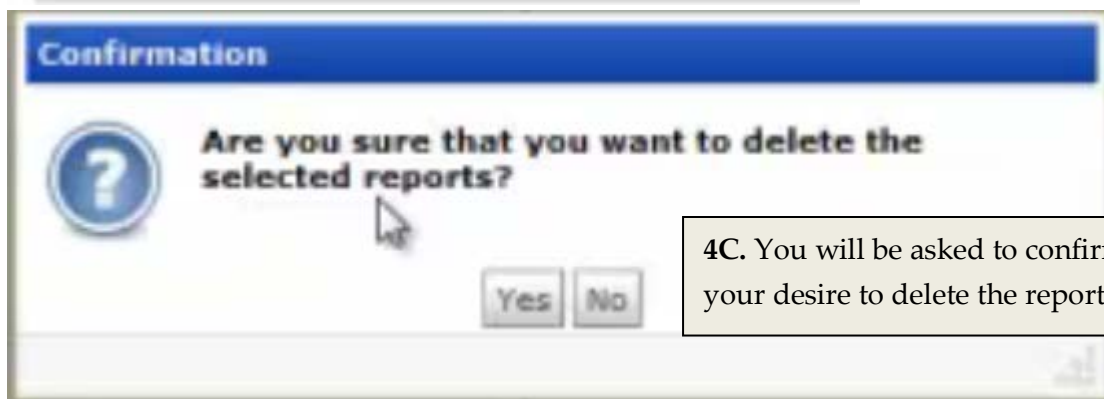 Confirmation
Are you sure that you want to delete the
selected reports?
Yes No
4C. You will be asked to confir
your desire to delete the report